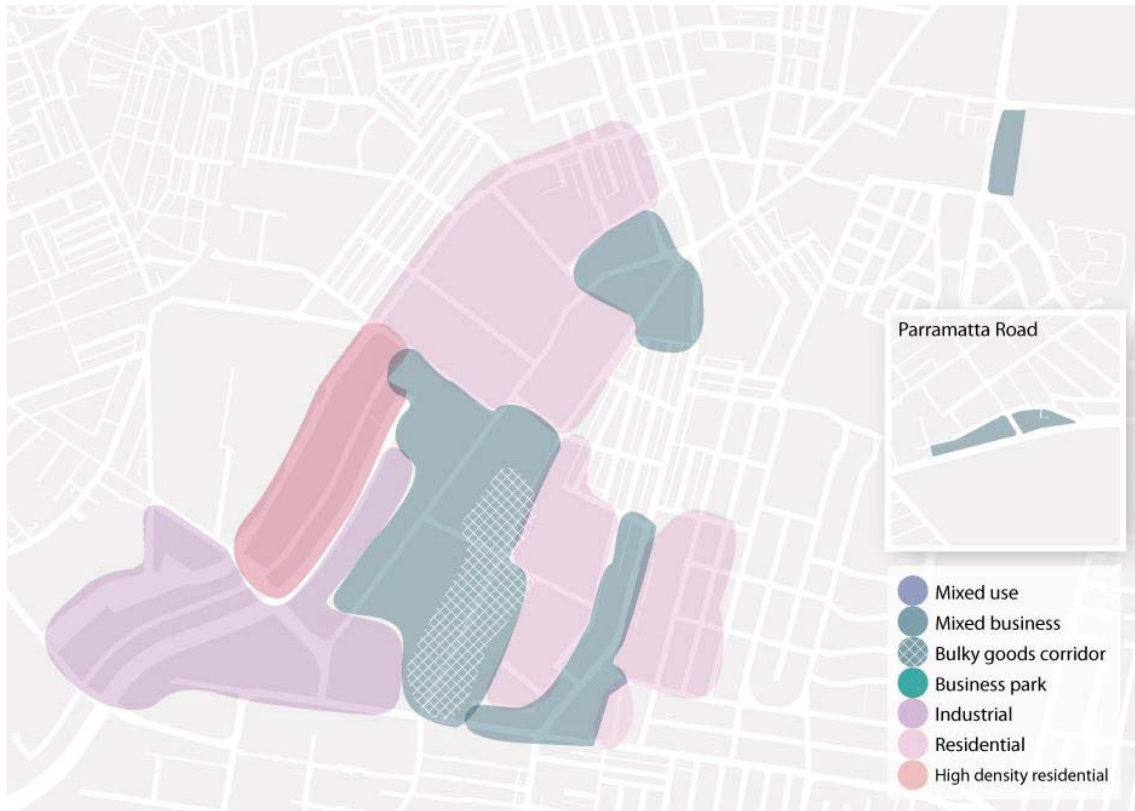 Parramatta Road
Mixed use
Mixed business
Bulky goods corridor
Business park
Industrial
Residential
High density residential